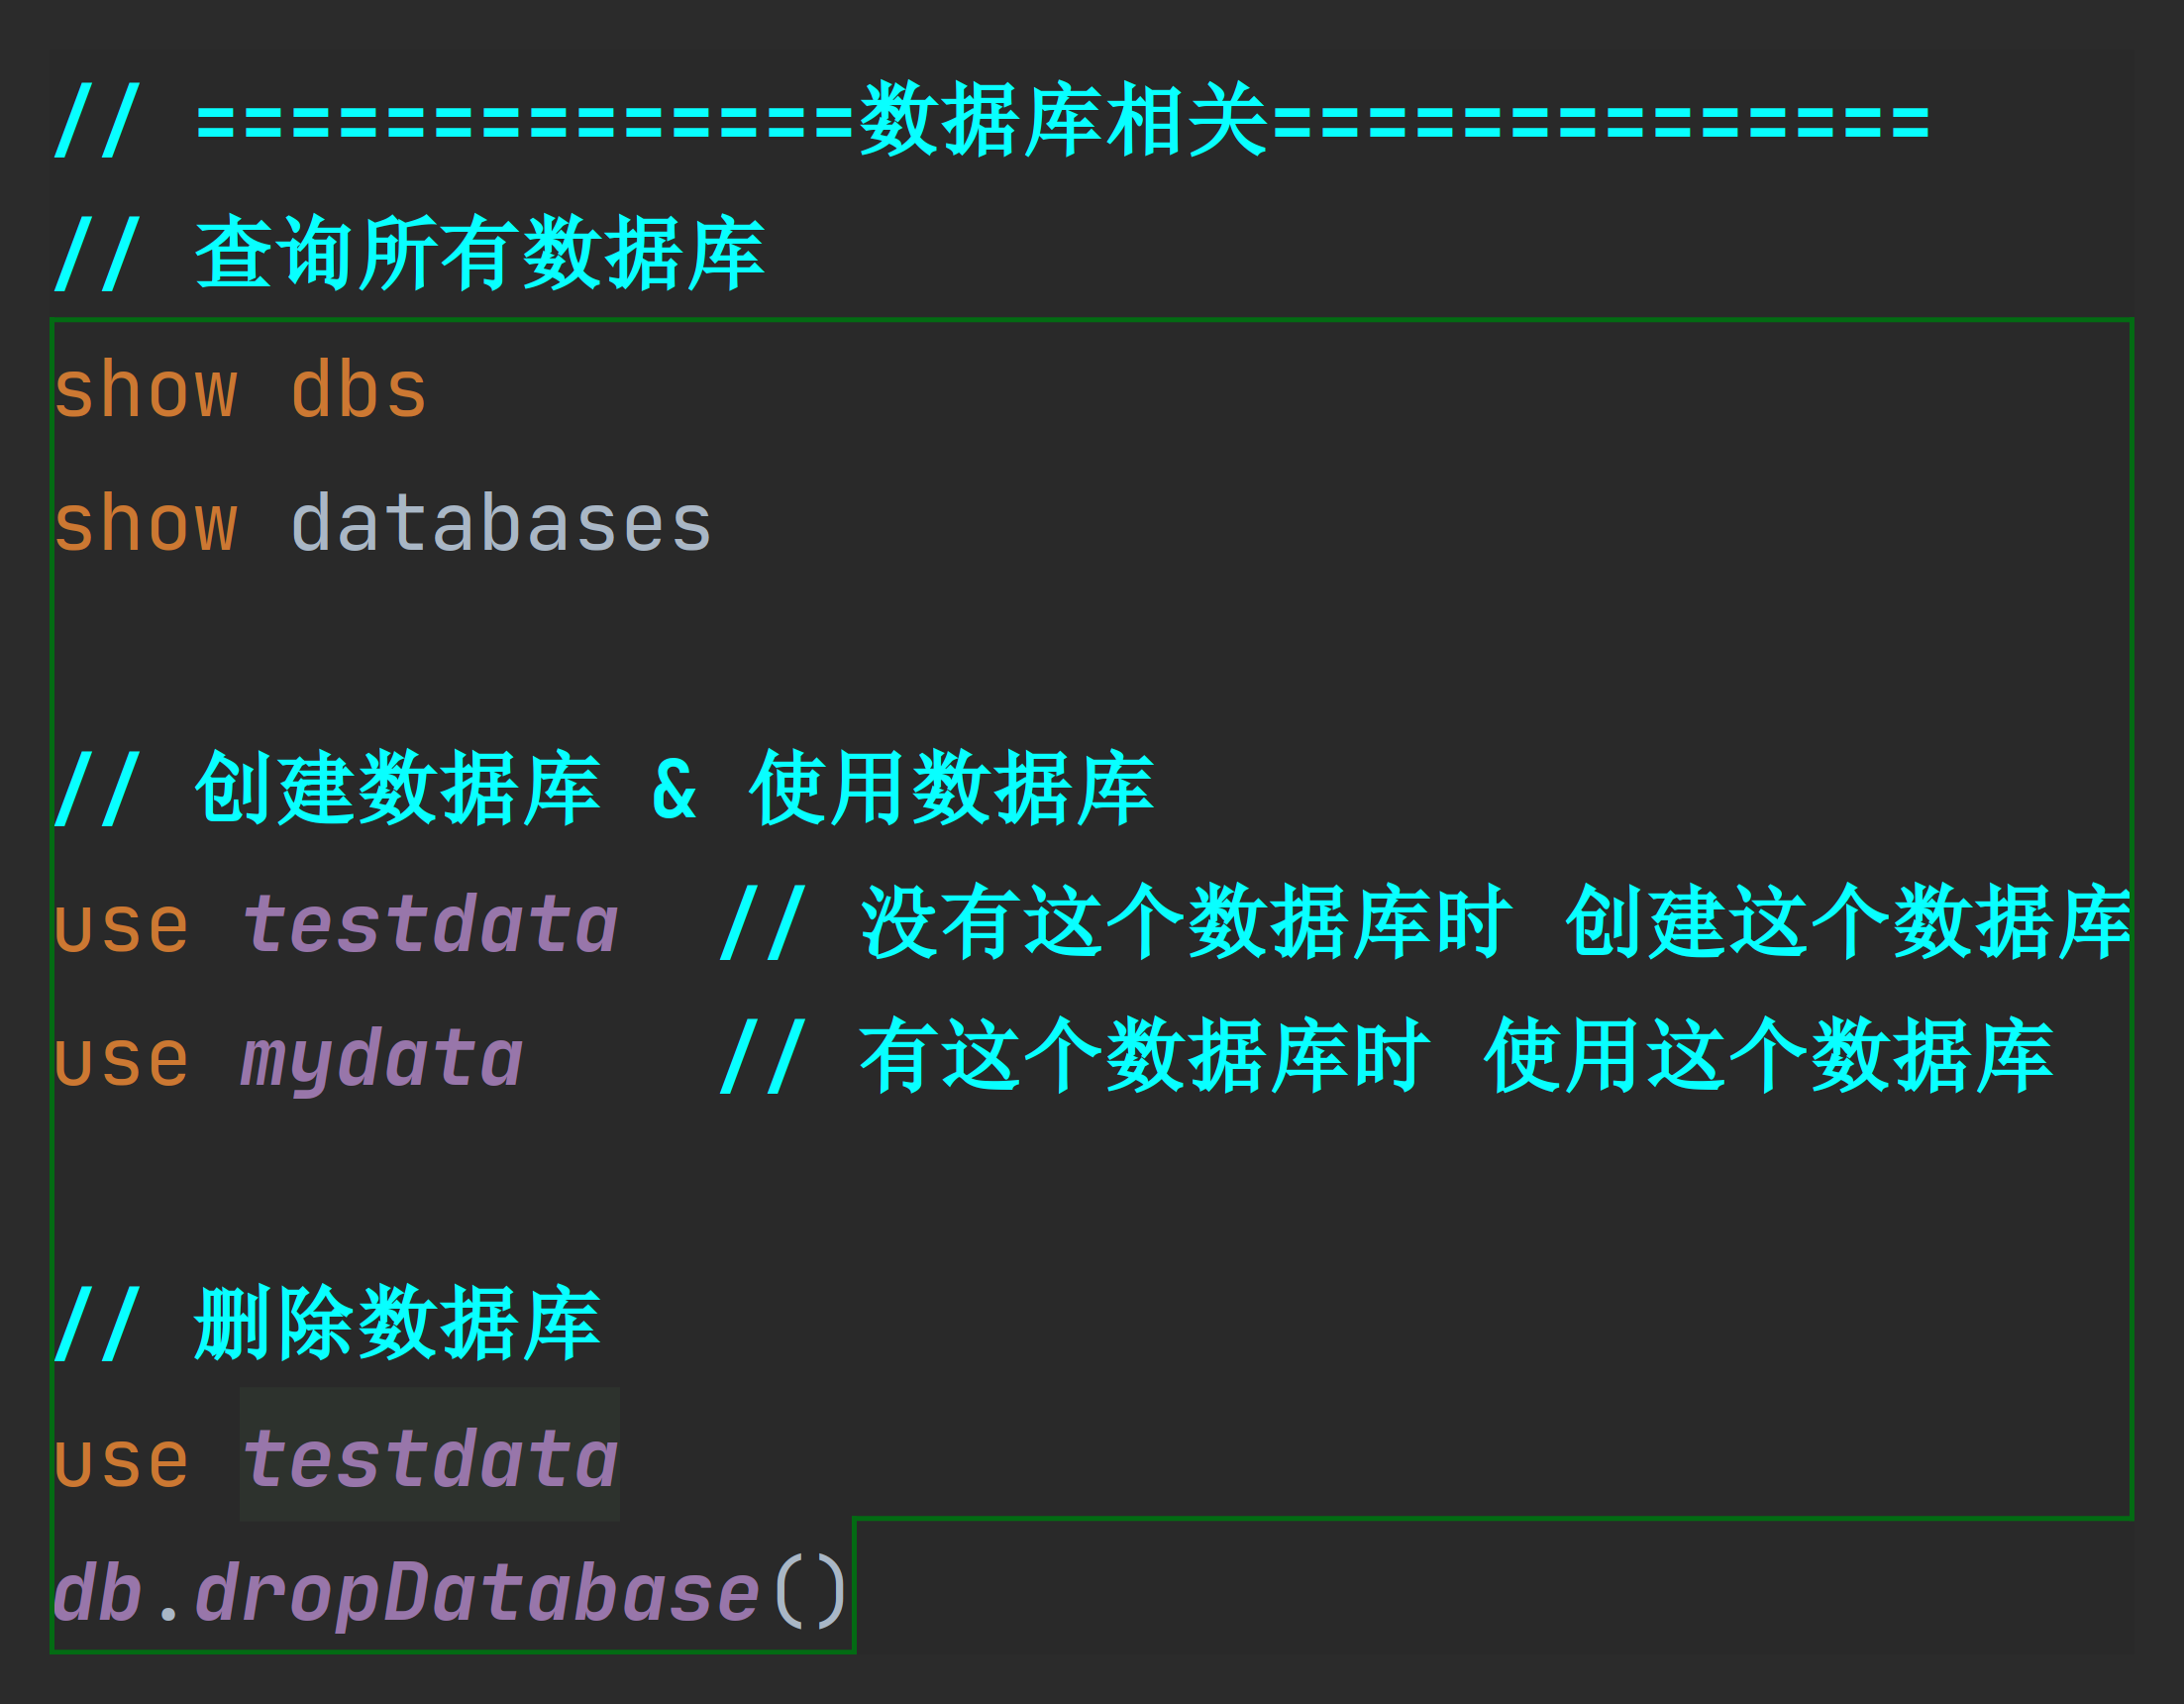 // ==============数据库相关==============
// 查询所有数据库
show dbs
show databases
// 创建数据库 & 使用数据库
use testdata  // 没有这个数据库时 创建这个数据库
use mydata    // 有这个数据库时 使用这个数据库
// 删除数据库
use testdata
db.dropDatabase()